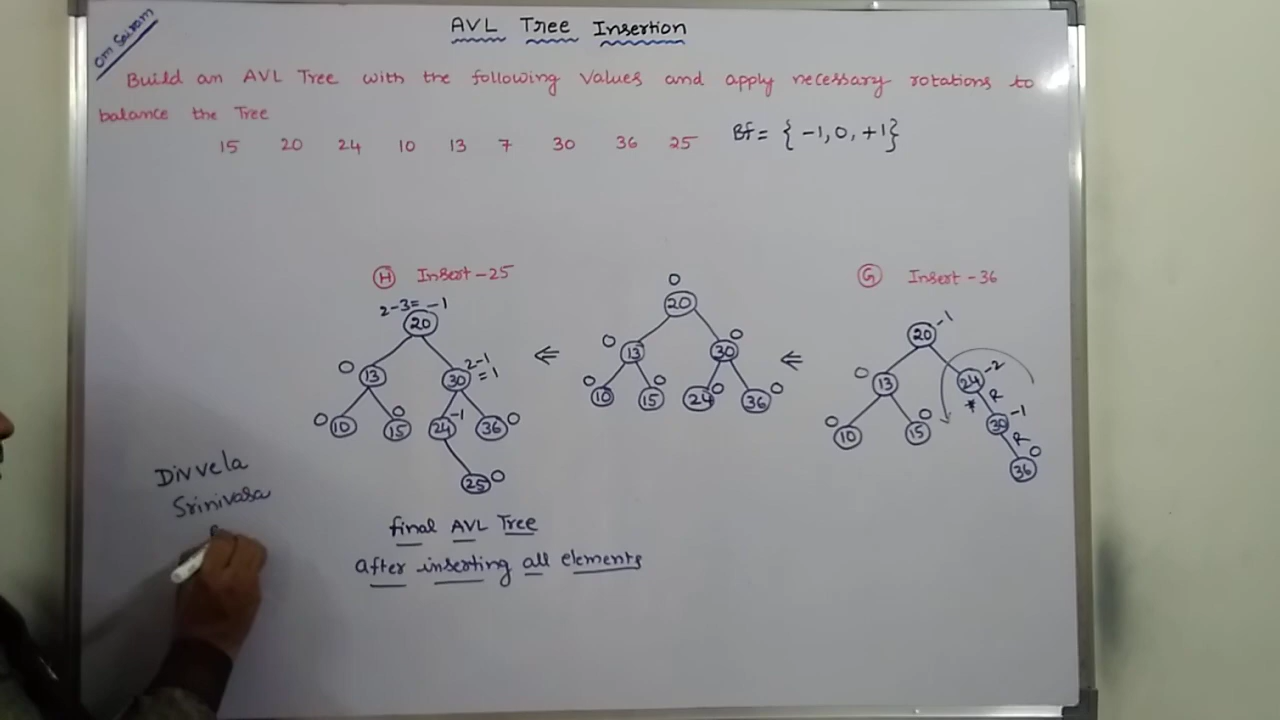 Om Sairam
AVL Tree Insertion
Build an AVL Tree with the following values and apply necessary rotations to
balance the Tree
15 20 24 10 13 7 30 36 25 Bf = { -1, 0, +1}
H Insert - 25
2-3= -1
20
0 13 30 2-1 = 1
0 10 15 0 24 -1 36 0
25 0
final AVL Tree
after inserting all elements
⇐
0
20
0 13 30 0
0 10 15 0 24 0 36 0
⇐
G Insert - 36
20 -1
0 13 24 -2
* R
0 10 15 0 30 -1
R
36 0
Divvela
Srinivasa